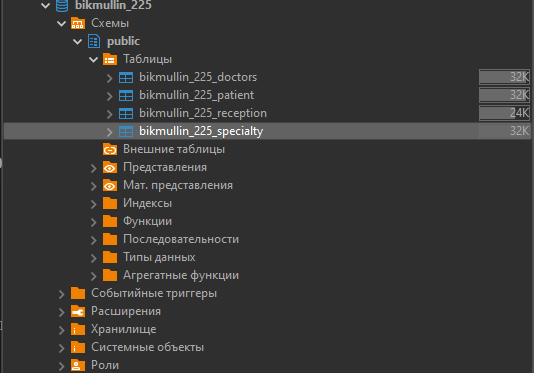 bikmullin_225
Схемы
public
Таблицы
bikmullin_225_doctors 32K
bikmullin_225_patient 32K
bikmullin_225_reception 24K
bikmullin_225_specialty 32K
Внешние таблицы
Представления
Мат. представления
Индексы
Функции
Последовательности
Типы данных
Агрегатные функции
Событийные триггеры
Расширения
Хранилище
Системные объекты
Роли